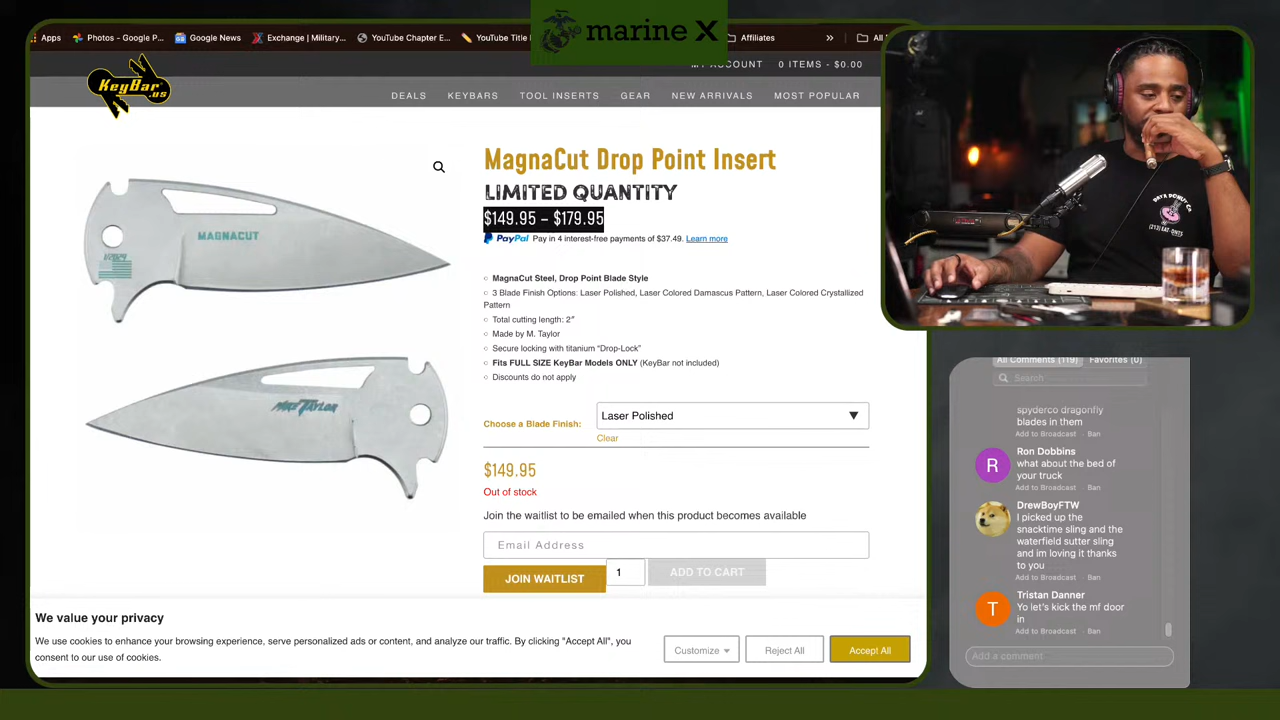 marine X
Apps
Photos – Google P...
Google News
Exchange | Military...
YouTube Chapter E...
YouTube Title
Affiliates
»
All
KeyBar.us
MY ACCOUNT
0 ITEMS - $0.00
DEALS
KEYBARS
TOOL INSERTS
GEAR
NEW ARRIVALS
MOST POPULAR
MAGNACUT
MIKE TAYLOR
MagnaCut Drop Point Insert
LIMITED QUANTITY
$149.95 – $179.95
PayPal Pay in 4 interest-free payments of $37.49. Learn more
MagnaCut Steel, Drop Point Blade Style
3 Blade Finish Options: Laser Polished, Laser Colored Damascus Pattern, Laser Colored Crystallized
Pattern
Total cutting length: 2″
Made by M. Taylor
Secure locking with titanium “Drop-Lock”
Fits FULL SIZE KeyBar Models ONLY (KeyBar not included)
Discounts do not apply
Choose a Blade Finish:
Laser Polished
Clear
$149.95
Out of stock
Join the waitlist to be emailed when this product becomes available
Email Address
JOIN WAITLIST
1
ADD TO CART
We value your privacy
We use cookies to enhance your browsing experience, serve personalized ads or content, and analyze our traffic. By clicking "Accept All", you
consent to our use of cookies.
Customize
Reject All
Accept All
All Comments (119)
Favorites (0)
Search
spyderco dragonfly
blades in them
Add to Broadcast · Ban
R
Ron Dobbins
what about the bed of
your truck
Add to Broadcast · Ban
DrewBoyFTW
I picked up the
snacktime sling and the
waterfield sutter sling
and im loving it thanks
to you
Add to Broadcast · Ban
T
Tristan Danner
Yo let's kick the mf door
in
Add to Broadcast · Ban
Add a comment